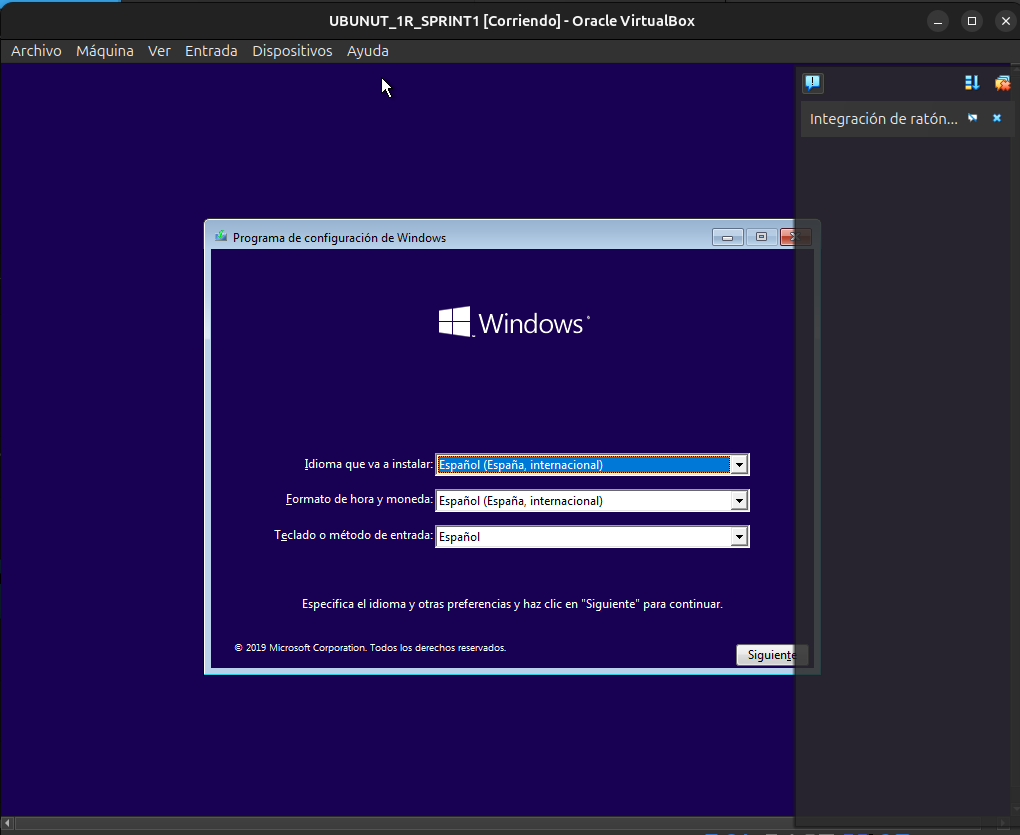 UBUNUT_1R_SPRINT1 [Corriendo] - Oracle VirtualBox
Archivo Máquina Ver Entrada Dispositivos Ayuda
Integración de ratón...
Programa de configuración de Windows
Windows
Idioma que va a instalar: Español (España, internacional)
Formato de hora y moneda: Español (España, internacional)
Teclado o método de entrada: Español
Especifica el idioma y otras preferencias y haz clic en "Siguiente" para continuar.
© 2019 Microsoft Corporation. Todos los derechos reservados.
Siguiente